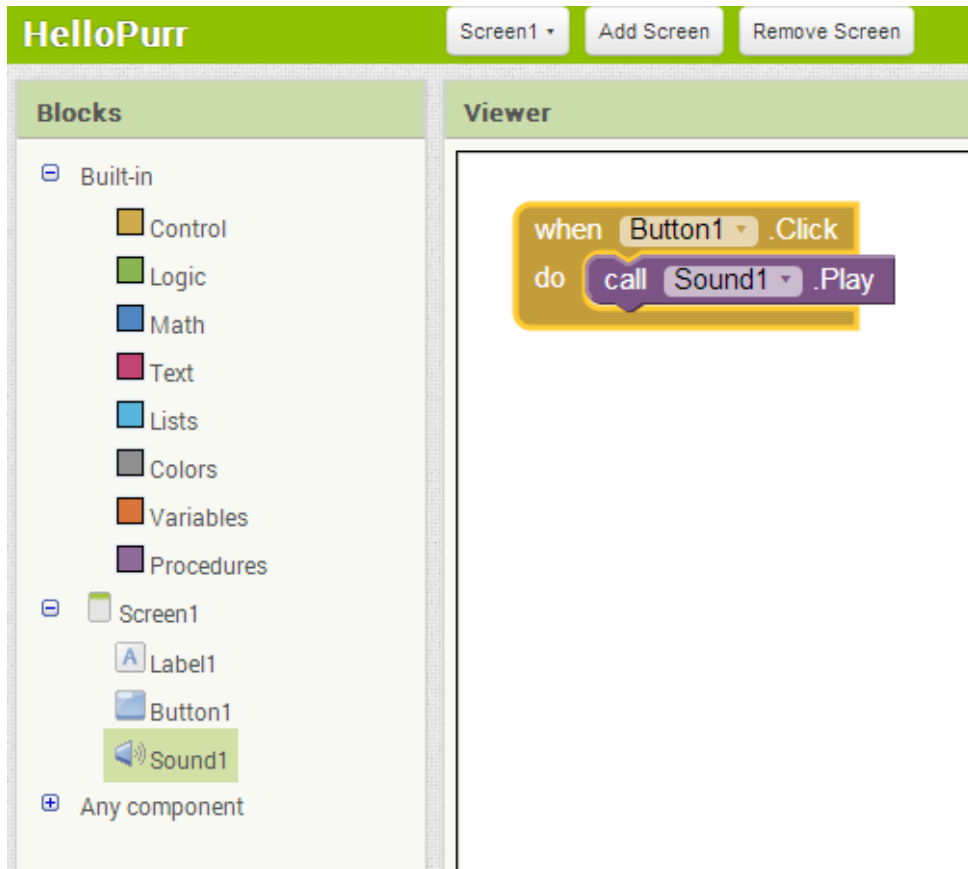 HelloPurr
Screen1
Add Screen
Remove Screen
Blocks
Viewer
Built-in
Control
Logic
Math
Text
Lists
Colors
Variables
Procedures
Screen1
A Label1
Button1
Sound1
Any component
when Button1 .Click
do call Sound1 .Play